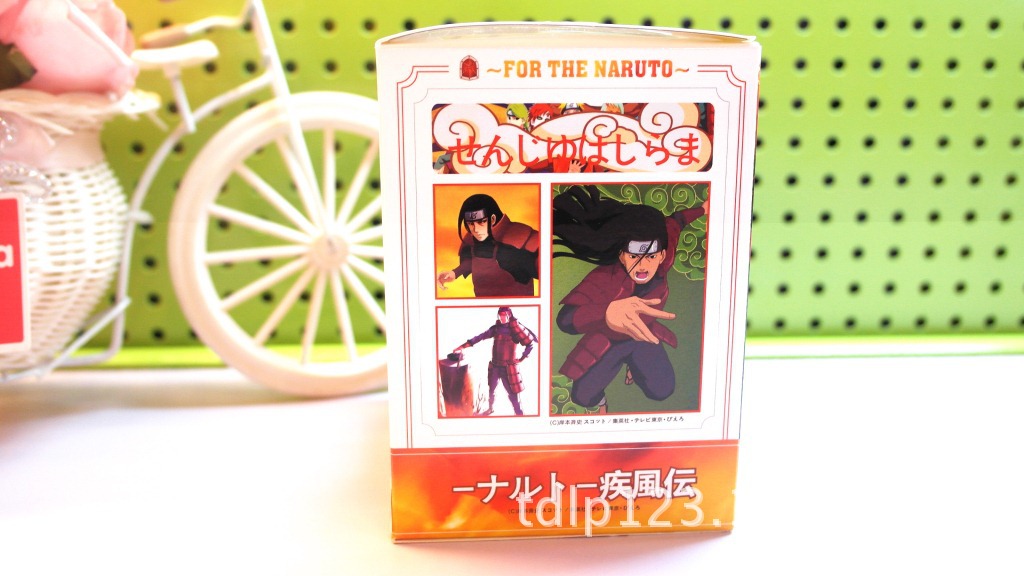 ~FOR THE NARUTO~
せんじゅはしらま
(C)岸本斉史 スコット / 集英社・テレビ東京・ぴえろ
ーナルトー疾風伝
tdlp123.
a